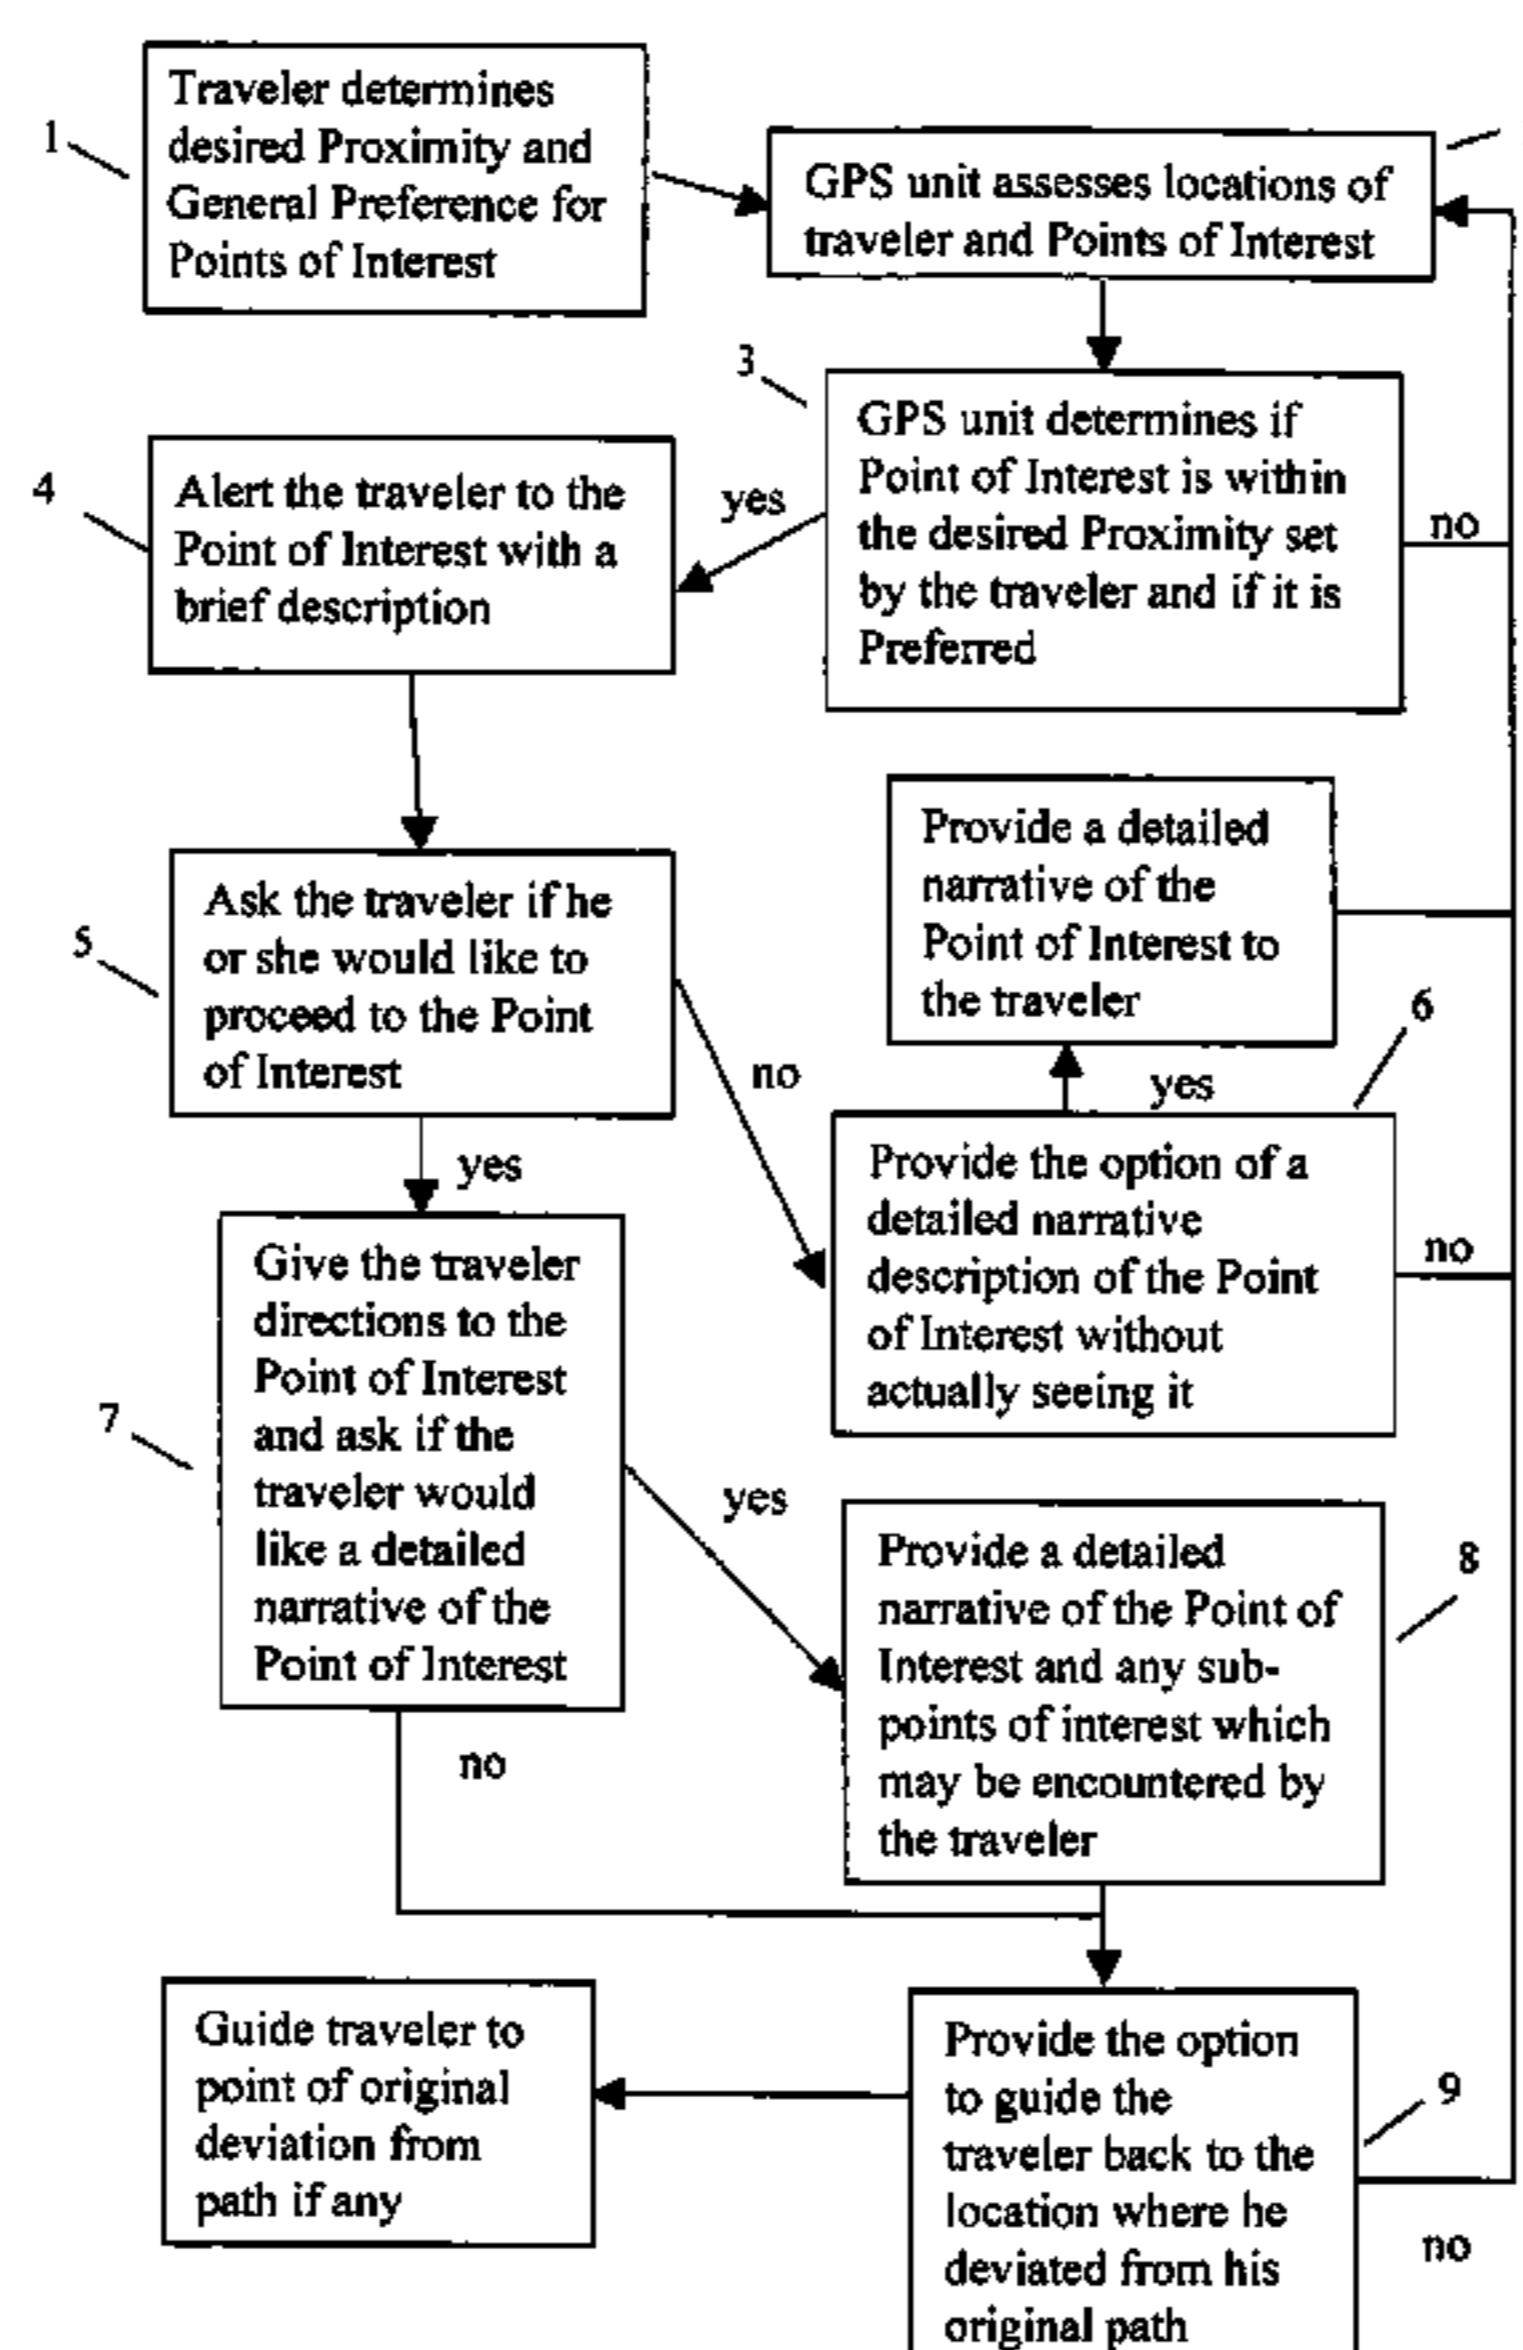 1
Traveler determines
desired Proximity and
General Preference for
Points of Interest
GPS unit assesses locations of
traveler and Points of Interest
3
GPS unit determines if
Point of Interest is within
the desired Proximity set
by the traveler and if it is
Preferred
yes
no
4
Alert the traveler to the
Point of Interest with a
brief description
5
Ask the traveler if he
or she would like to
proceed to the Point
of Interest
no
yes
Provide a detailed
narrative of the
Point of Interest to
the traveler
6
yes
Provide the option of a
detailed narrative
description of the Point
of Interest without
actually seeing it
no
7
Give the traveler
directions to the
Point of Interest
and ask if the
traveler would
like a detailed
narrative of the
Point of Interest
yes
no
8
Provide a detailed
narrative of the Point of
Interest and any sub-
points of interest which
may be encountered by
the traveler
Guide traveler to
point of original
deviation from
path if any
9
Provide the option
to guide the
traveler back to the
location where he
deviated from his
original path
no